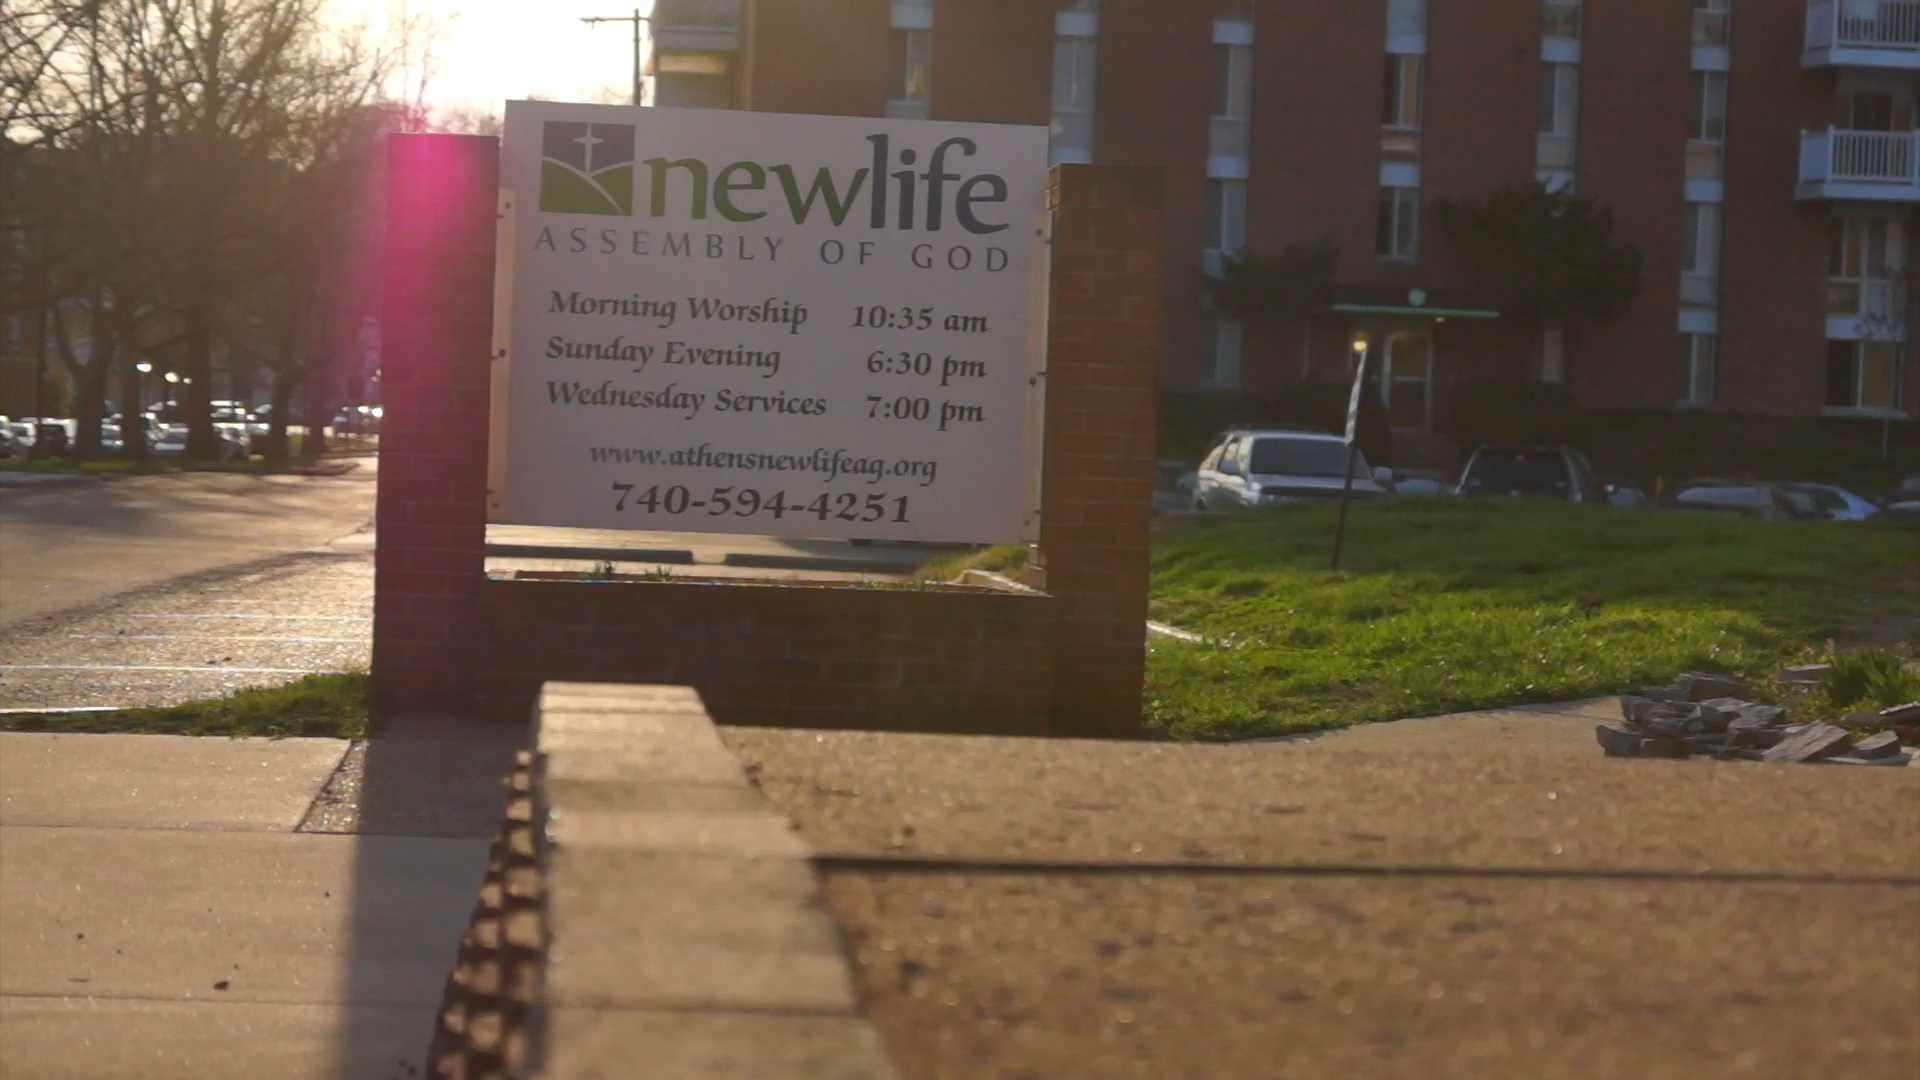 newlife
ASSEMBLY OF GOD
Morning Worship 10:35 am
Sunday Evening 6:30 pm
Wednesday Services 7:00 pm
www.athensnewlifeag.org
740-594-4251